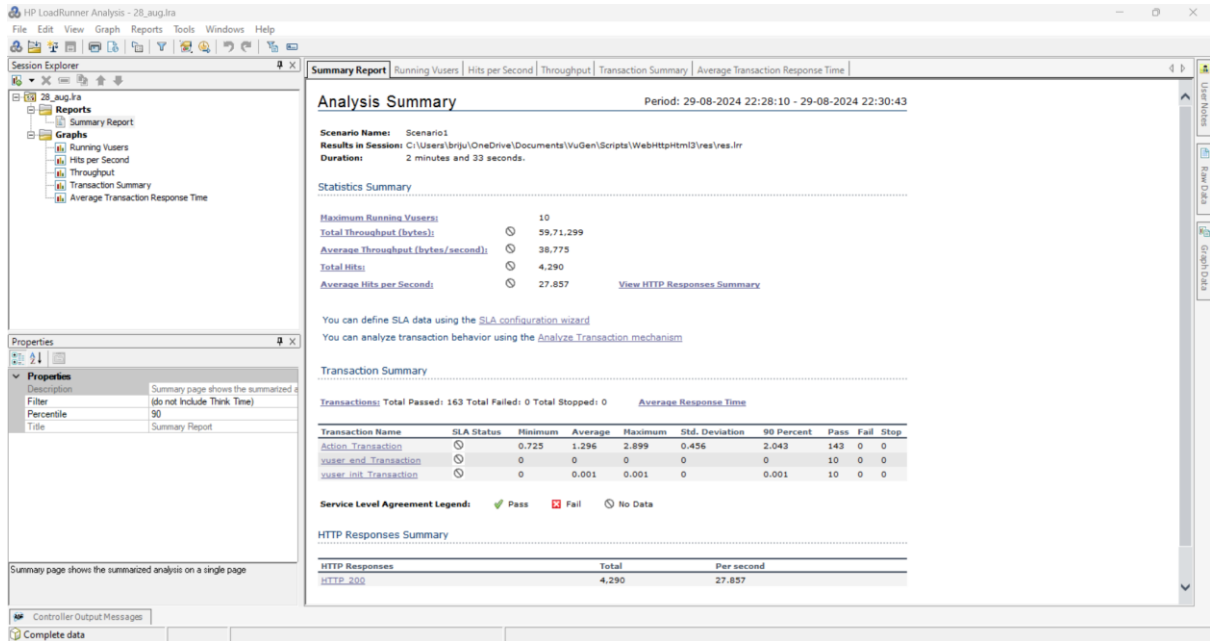 HP LoadRunner Analysis - 28_aug.lra
File Edit View Graph Reports Tools Windows Help
Session Explorer
28_aug.lra
Reports
Summary Report
Graphs
Running Vusers
Hits per Second
Throughput
Transaction Summary
Average Transaction Response Time
Properties
Properties
Description Summary page shows the summarized a
Filter (do not Include Think Time)
Percentile 90
Title Summary Report
Summary page shows the summarized analysis on a single page
Summary Report Running Vusers Hits per Second Throughput Transaction Summary Average Transaction Response Time
Analysis Summary Period: 29-08-2024 22:28:10 - 29-08-2024 22:30:43
Scenario Name: Scenario1
Results in Session: C:\Users\briju\OneDrive\Documents\VuGen\Scripts\WebHttpHtml3\res\res.lrr
Duration: 2 minutes and 33 seconds.
Statistics Summary
Maximum Running Vusers: 10
Total Throughput (bytes): 59,71,299
Average Throughput (bytes/second): 38,775
Total Hits: 4,290
Average Hits per Second: 27.857 View HTTP Responses Summary
You can define SLA data using the SLA configuration wizard
You can analyze transaction behavior using the Analyze Transaction mechanism
Transaction Summary
Transactions: Total Passed: 163 Total Failed: 0 Total Stopped: 0 Average Response Time
Transaction Name SLA Status Minimum Average Maximum Std. Deviation 90 Percent Pass Fail Stop
Action_Transaction 0.725 1.296 2.899 0.456 2.043 143 0 0
vuser_end_Transaction 0 0 0 0 0 10 0 0
vuser_init_Transaction 0 0.001 0.001 0 0.001 10 0 0
Service Level Agreement Legend: Pass Fail No Data
HTTP Responses Summary
HTTP Responses Total Per second
HTTP_200 4,290 27.857
User Notes
Raw Data
Graph Data
Controller Output Messages
Complete data